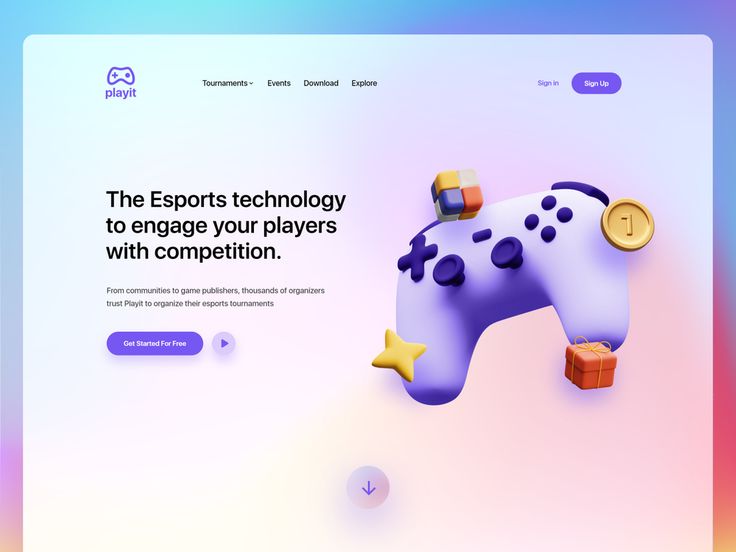 playit
Tournaments
Events
Download
Explore
Sign in
Sign Up
The Esports technology
to engage your players
with competition.
From communities to game publishers, thousands of organizers
trust Playit to organize their esports tournaments
Get Started For Free
1